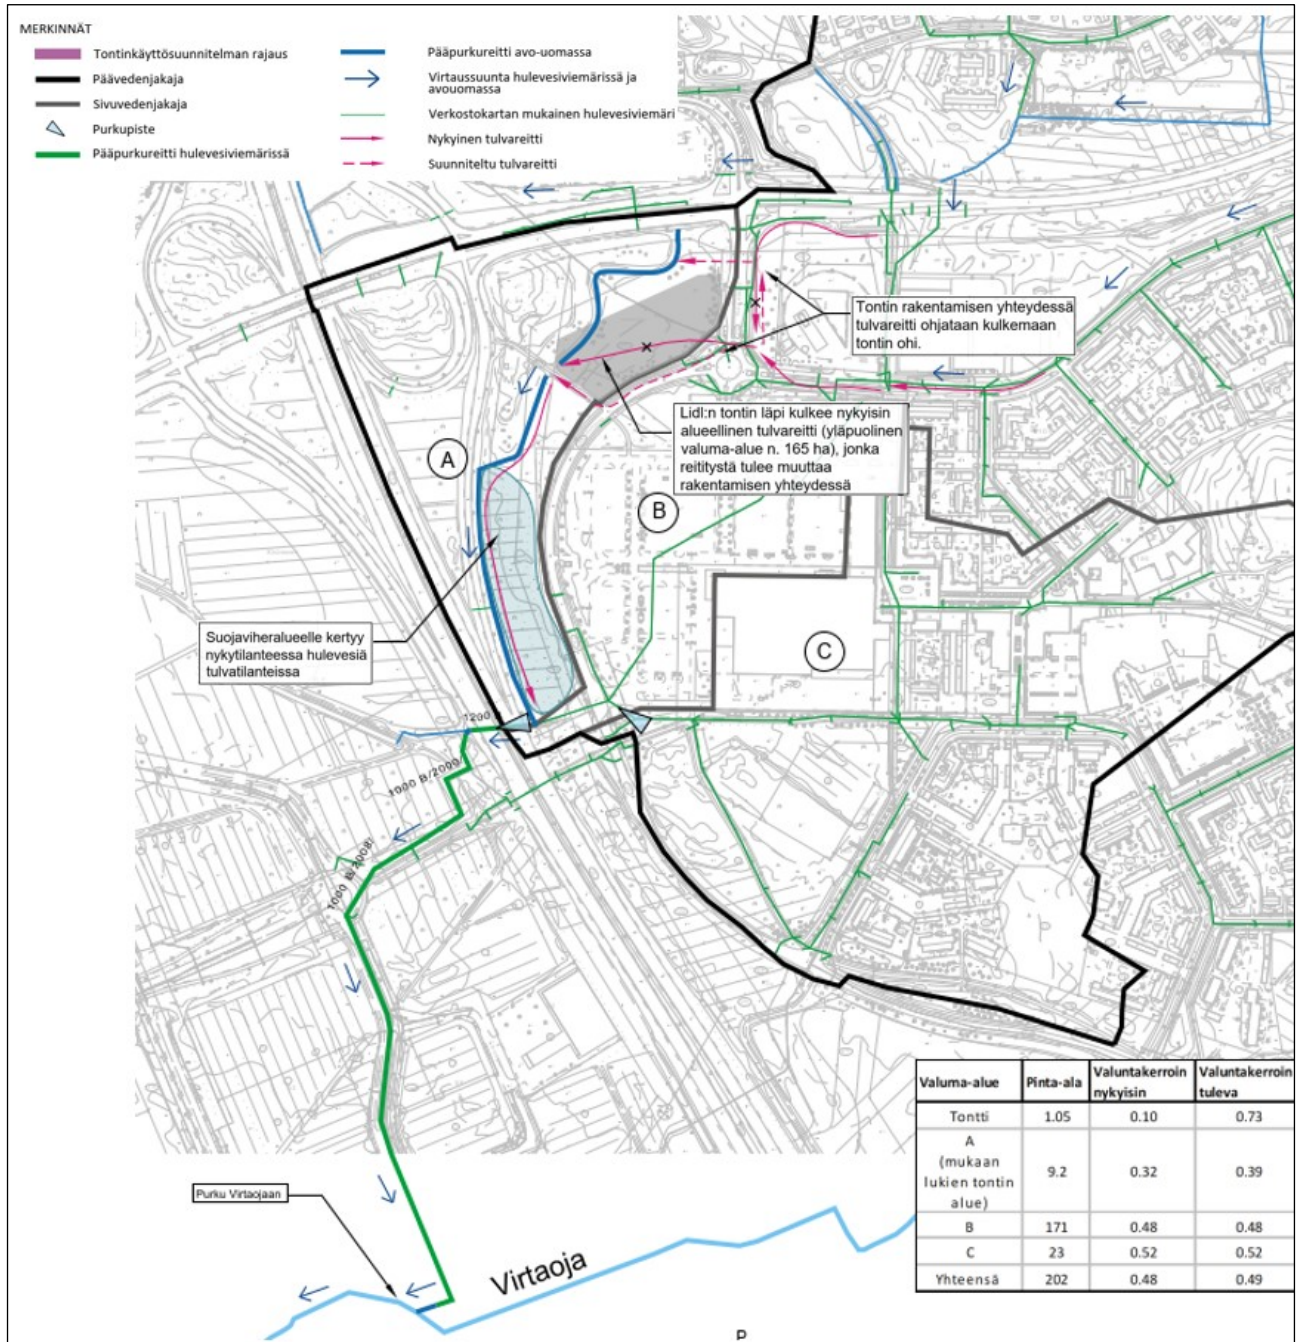 MERKINNÄT
Tontinkäyttösuunnitelman rajaus
Päävedenjakaja
Sivuvedenjakaja
Purkupiste
Pääpurkureitti hulevesiviemärissä
Pääpurkureitti avo-uomassa
Virtaussuunta hulevesiviemärissä ja
avouomassa
Verkostokartan mukainen hulevesiviemäri
Nykyinen tulvareitti
Suunniteltu tulvareitti
Tontin rakentamisen yhteydessä
tulvareitti ohjataan kulkemaan
tontin ohi.
Lidl:n tontin läpi kulkee nykyisin
alueellinen tulvareitti (yläpuolinen
valuma-alue n. 165 ha), jonka
reititystä tulee muuttaa
rakentamisen yhteydessä
A
B
C
Suojaviheralueelle kertyy
nykytilanteessa hulevesiä
tulvatilanteissa
1200
1000 B/2000
1000 B/2008
Purku Virtaojaan
Virtaoja
Valuma-alue Pinta-ala Valuntakerroin nykyisin Valuntakerroin tuleva
Tontti 1.05 0.10 0.73
A (mukaan lukien tontin alue) 9.2 0.32 0.39
B 171 0.48 0.48
C 23 0.52 0.52
Yhteensä 202 0.48 0.49
P